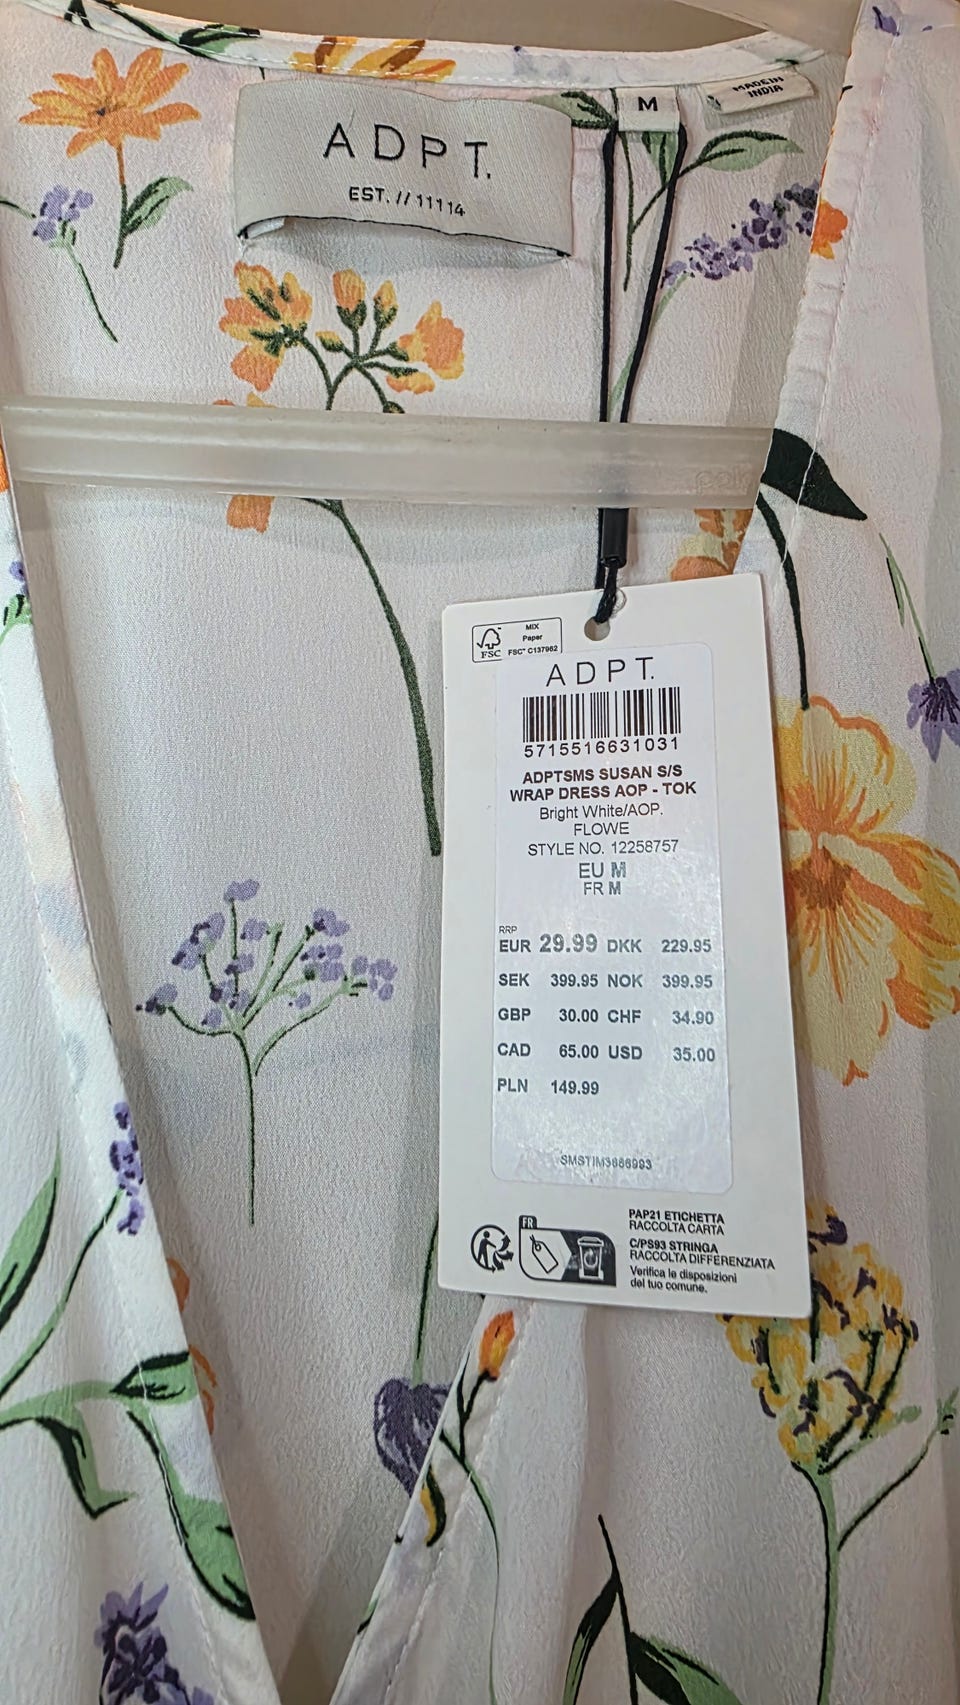 ADPT.
EST. // 11114
M
MADE IN
INDIA
MIX
Paper
FSC
FSC® C137962
ADPT.
5715516631031
ADPTSMS SUSAN S/S
WRAP DRESS AOP - TOK
Bright White/AOP.
FLOWE
STYLE NO. 12258757
EU M
FR M
RRP
EUR 29.99 DKK 229.95
SEK 399.95 NOK 399.95
GBP 30.00 CHF 34.90
CAD 65.00 USD 35.00
PLN 149.99
FR
PAP21 ETICHETTA
RACCOLTA CARTA
C/PS93 STRINGA
RACCOLTA DIFFERENZIATA
Verifica le disposizioni
del tuo comune.